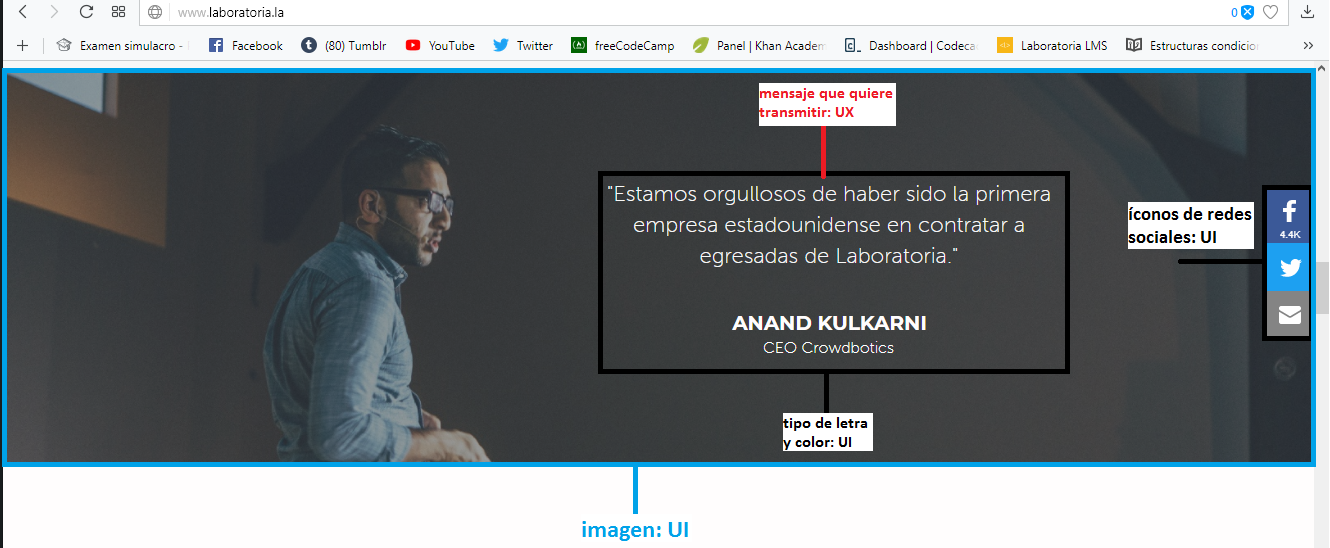 www.laboratoria.la
0
Examen simulacro -
Facebook
(80) Tumblr
YouTube
Twitter
freeCodeCamp
Panel | Khan Academ
Dashboard | Codeca
Laboratoria LMS
Estructuras condicio
mensaje que quiere
transmitir: UX
"Estamos orgullosos de haber sido la primera
empresa estadounidense en contratar a
egresadas de Laboratoria."
ANAND KULKARNI
CEO Crowdbotics
íconos de redes
sociales: UI
4.4K
tipo de letra
y color: UI
imagen: UI